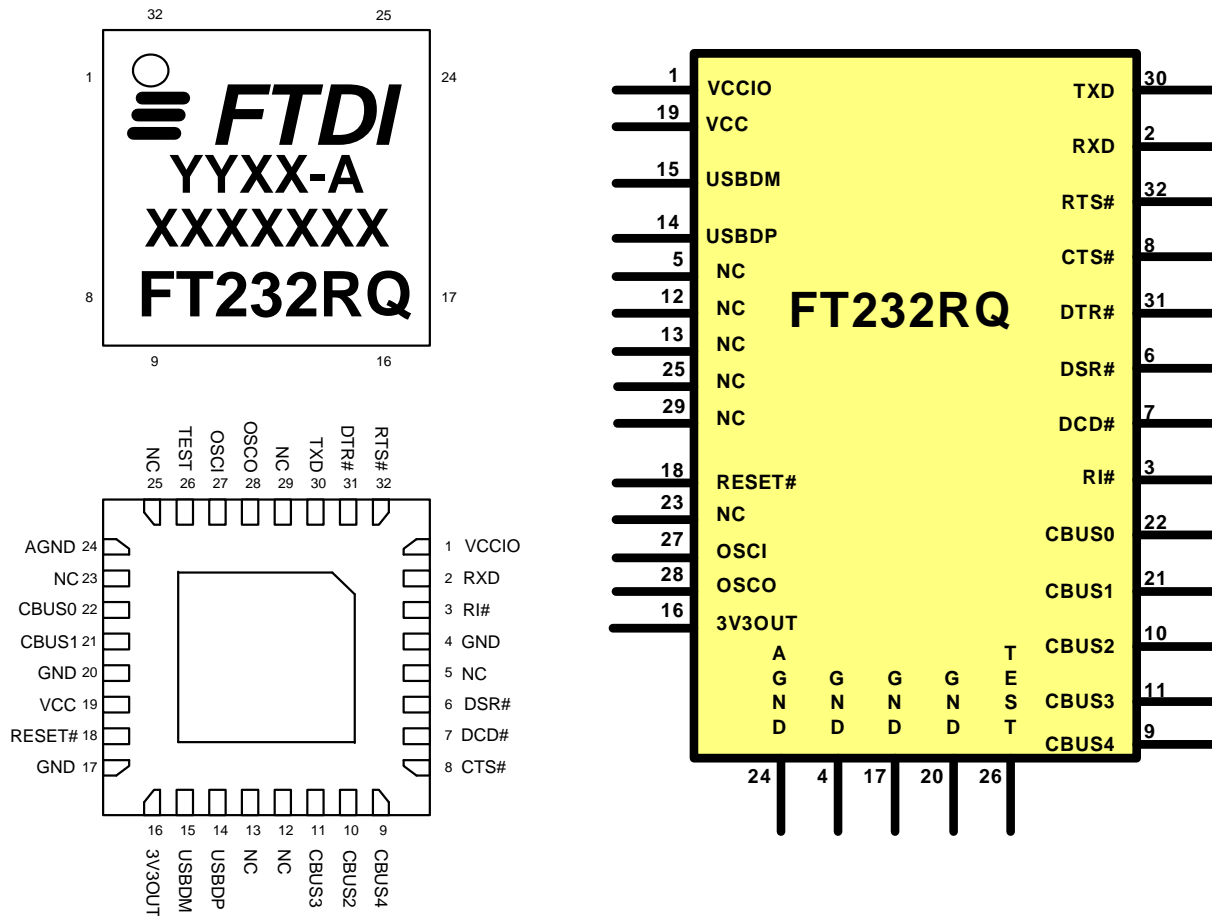 32 25
1 24
FTDI
YYXX-A
XXXXXXX
FT232RQ
8 17
9 16
NC TEST OSCI OSCO NC TXD DTR# RTS#
25 26 27 28 29 30 31 32
AGND 24
NC 23
CBUS0 22
CBUS1 21
GND 20
VCC 19
RESET# 18
GND 17
1 VCCIO
2 RXD
3 RI#
4 GND
5 NC
6 DSR#
7 DCD#
8 CTS#
16 15 14 13 12 11 10 9
3V3OUT USBDM USBDP NC NC CBUS3 CBUS2 CBUS4
FT232RQ
1 VCCIO
19 VCC
15 USBDM
14 USBDP
5 NC
12 NC
13 NC
25 NC
29 NC
18 RESET#
23 NC
27 OSCI
28 OSCO
16 3V3OUT
TXD 30
RXD 2
RTS# 32
CTS# 8
DTR# 31
DSR# 6
DCD# 7
RI# 3
CBUS0 22
CBUS1 21
CBUS2 10
CBUS3 11
CBUS4 9
AGND GND GND GND TEST
24 4 17 20 26